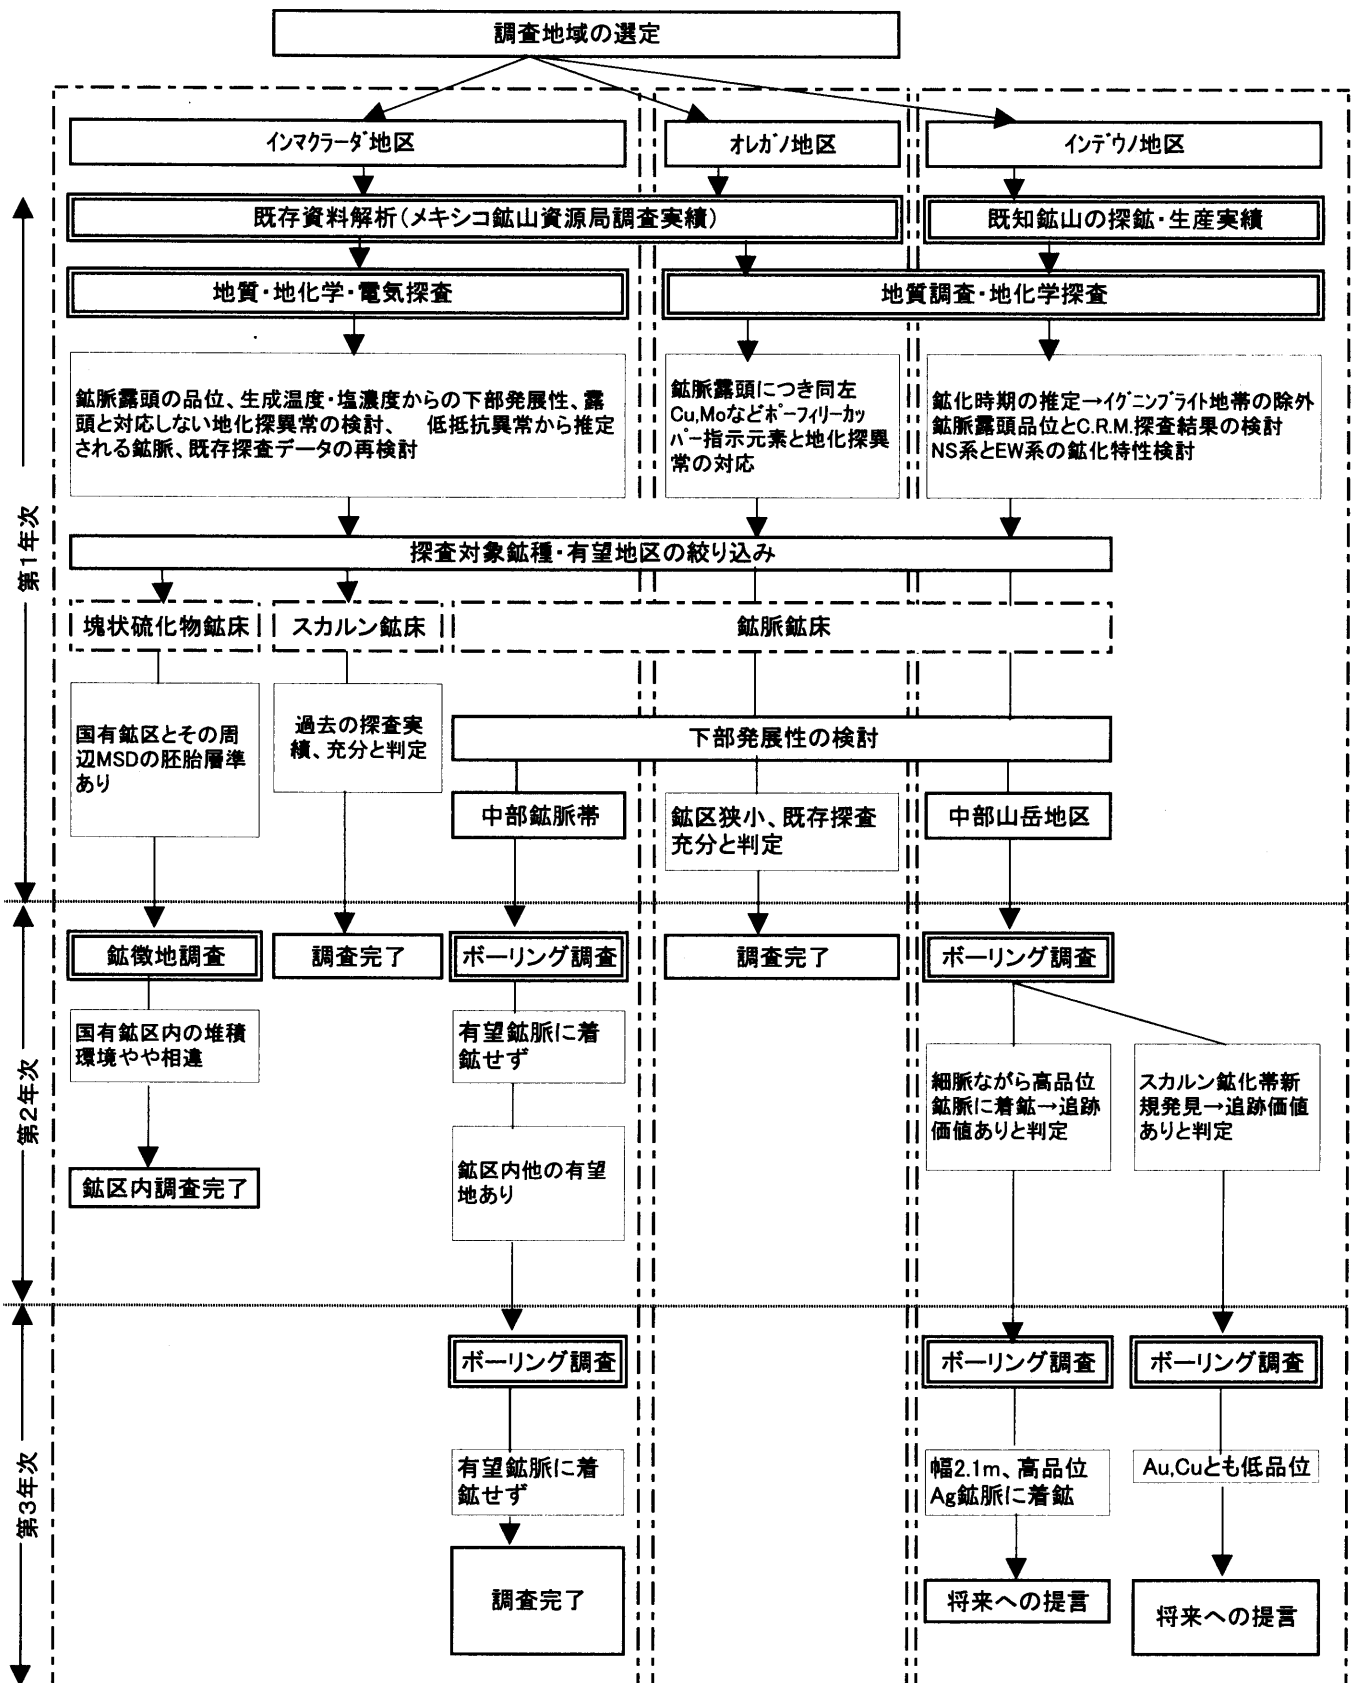 調査地域の選定
インマクラーダ地区
オレガノ地区
インデウノ地区
第1年次
既存資料解析(メキシコ鉱山資源局調査実績)
既知鉱山の探鉱・生産実績
地質・地化学・電気探査
地質調査・地化学探査
鉱脈露頭の品位、生成温度・塩濃度からの下部発展性、露
頭と対応しない地化探異常の検討、 低抵抗異常から推定
される鉱脈、既存探査データの再検討
鉱脈露頭につき同左
Cu,Moなどポーフィリーカッ
パー指示元素と地化探異
常の対応
鉱化時期の推定→イグニンブライト地帯の除外
鉱脈露頭品位とC.R.M.探査結果の検討
NS系とEW系の鉱化特性検討
探査対象鉱種・有望地区の絞り込み
塊状硫化物鉱床
スカルン鉱床
鉱脈鉱床
国有鉱区とその周
辺MSDの胚胎層準
あり
過去の探査実
績、充分と判定
下部発展性の検討
中部鉱脈帯
鉱区狭小、既存探査
充分と判定
中部山岳地区
第2年次
鉱徴地調査
調査完了
ボーリング調査
調査完了
ボーリング調査
国有鉱区内の堆積
環境やや相違
有望鉱脈に着
鉱せず
細脈ながら高品位
鉱脈に着鉱→追跡
価値ありと判定
スカルン鉱化帯新
規発見→追跡価値
ありと判定
鉱区内調査完了
鉱区内他の有望
地あり
第3年次
ボーリング調査
ボーリング調査
ボーリング調査
有望鉱脈に着
鉱せず
幅2.1m、高品位
Ag鉱脈に着鉱
Au,Cuとも低品位
調査完了
将来への提言
将来への提言